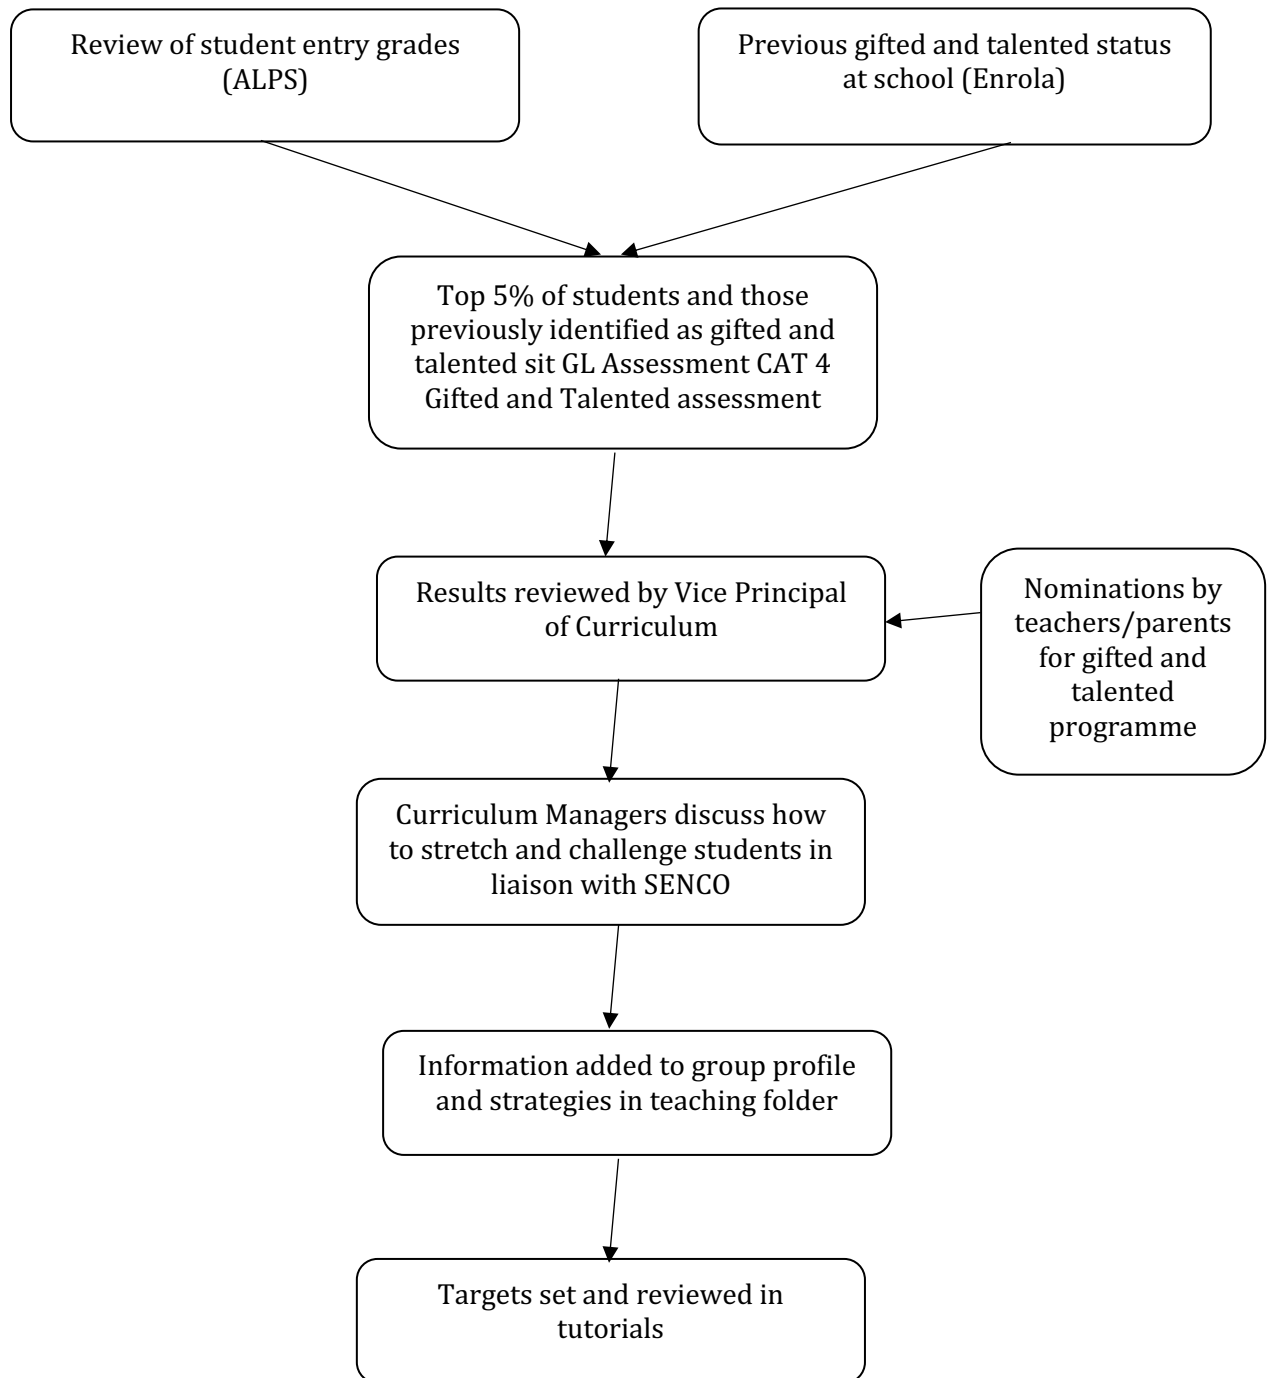 Review of student entry grades
(ALPS)
Previous gifted and talented status
at school (Enrola)
Top 5% of students and those
previously identified as gifted and
talented sit GL Assessment CAT 4
Gifted and Talented assessment
Results reviewed by Vice Principal
of Curriculum
Nominations by
teachers/parents
for gifted and
talented
programme
Curriculum Managers discuss how
to stretch and challenge students in
liaison with SENCO
Information added to group profile
and strategies in teaching folder
Targets set and reviewed in
tutorials